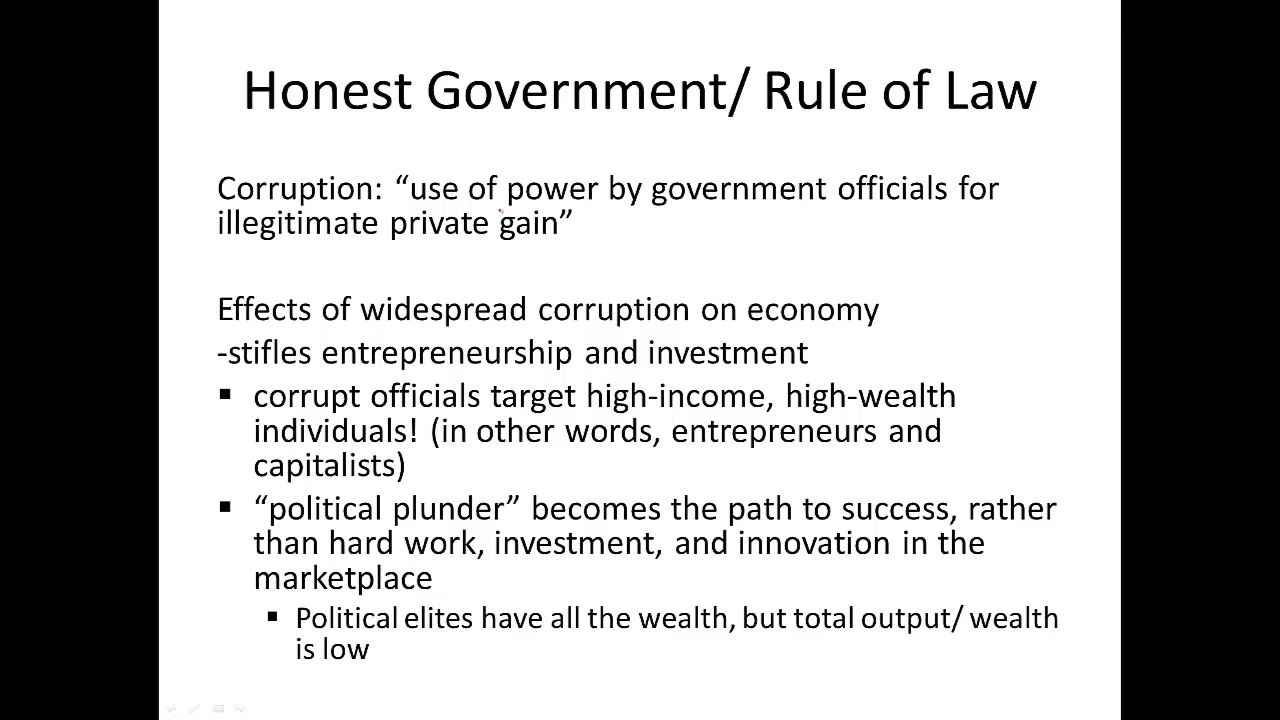 Honest Government/ Rule of Law
Corruption: “use of power by government officials for
illegitimate private gain”
Effects of widespread corruption on economy
-stifles entrepreneurship and investment
▪ corrupt officials target high-income, high-wealth
individuals! (in other words, entrepreneurs and
capitalists)
▪ “political plunder” becomes the path to success, rather
than hard work, investment, and innovation in the
marketplace
▪ Political elites have all the wealth, but total output/ wealth
is low